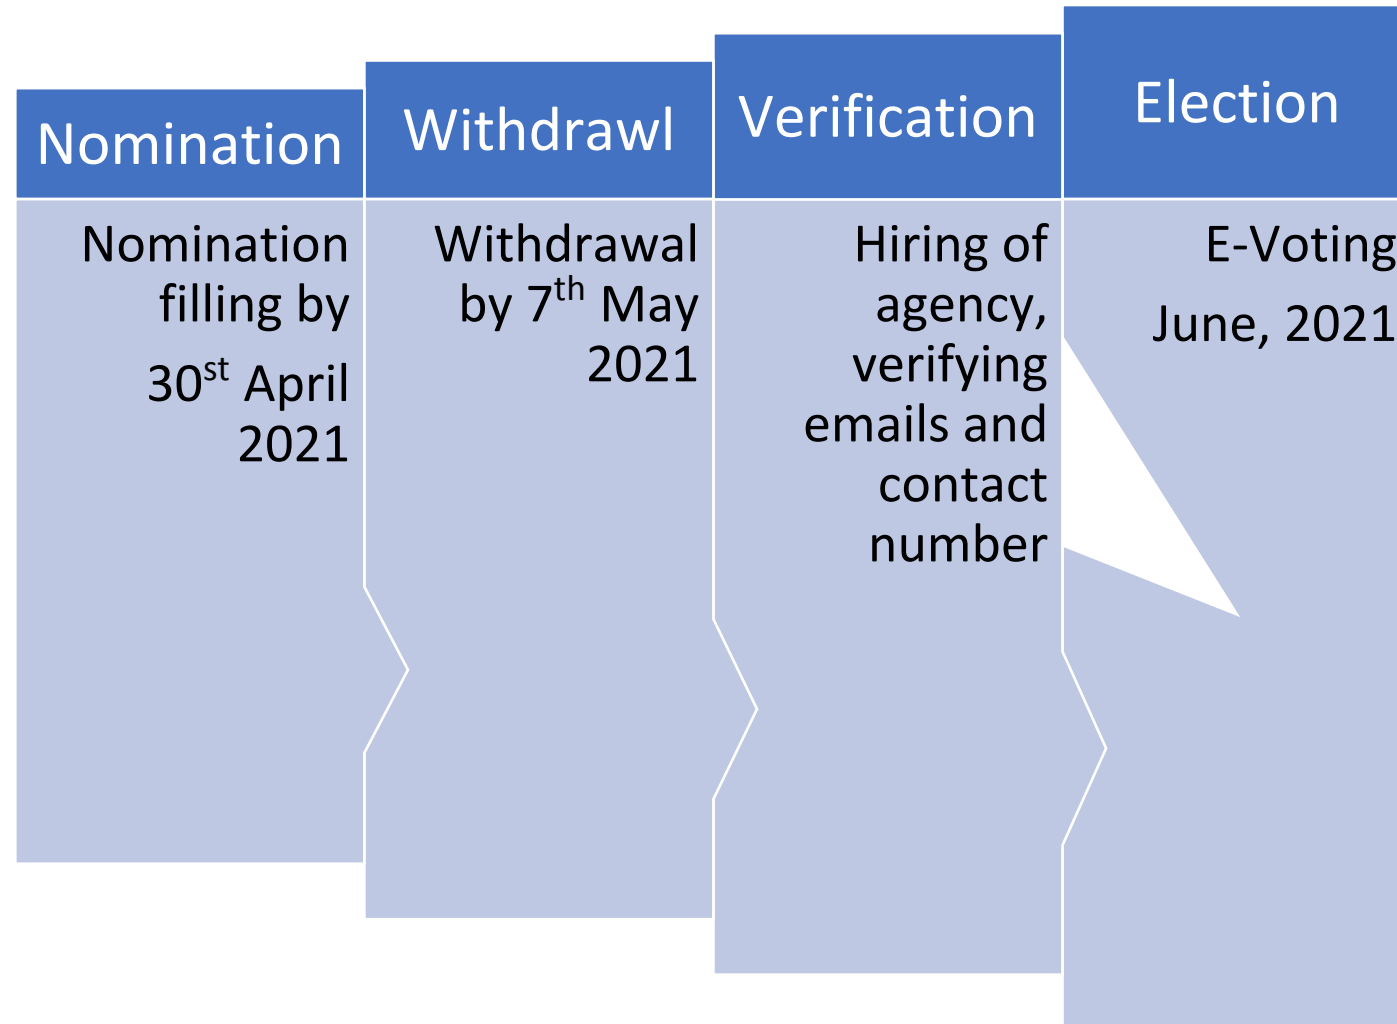 Nomination
Nomination
filling by
30st April
2021
Withdrawl
Withdrawal
by 7th May
2021
Verification
Hiring of
agency,
verifying
emails and
contact
number
Election
E-Voting
June, 2021